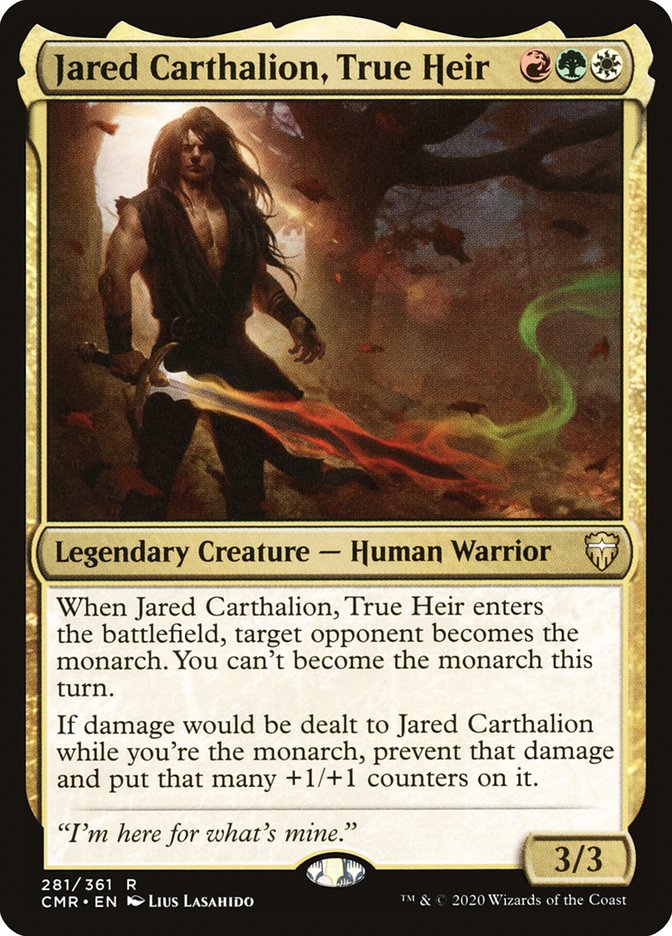 Jared Carthalion, True Heir
Legendary Creature — Human Warrior
When Jared Carthalion, True Heir enters
the battlefield, target opponent becomes the
monarch. You can't become the monarch this
turn.
If damage would be dealt to Jared Carthalion
while you're the monarch, prevent that damage
and put that many +1/+1 counters on it.
"I'm here for what's mine."
3/3
281/361 R
CMR • EN Lius Lasahido
™ & © 2020 Wizards of the Coast